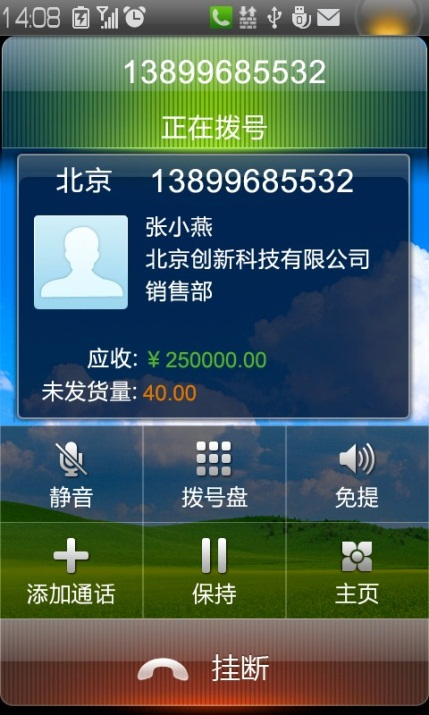 14:08
13899685532
正在拨号
北京 13899685532
张小燕
北京创新科技有限公司
销售部
应收: ¥250000.00
未发货量: 40.00
静音 拨号盘 免提
添加通话 保持 主页
挂断